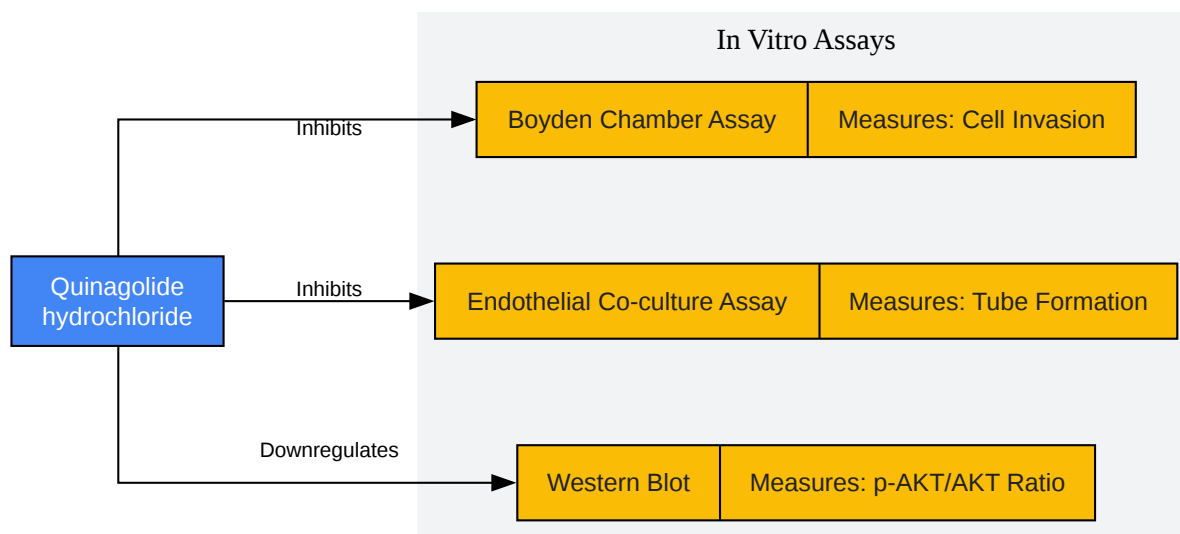 In Vitro Assays
Inhibits
Boyden Chamber Assay
Measures: Cell Invasion
Quinagolide
hydrochloride
Inhibits
Endothelial Co-culture Assay
Measures: Tube Formation
Downregulates
Western Blot
Measures: p-AKT/AKT Ratio